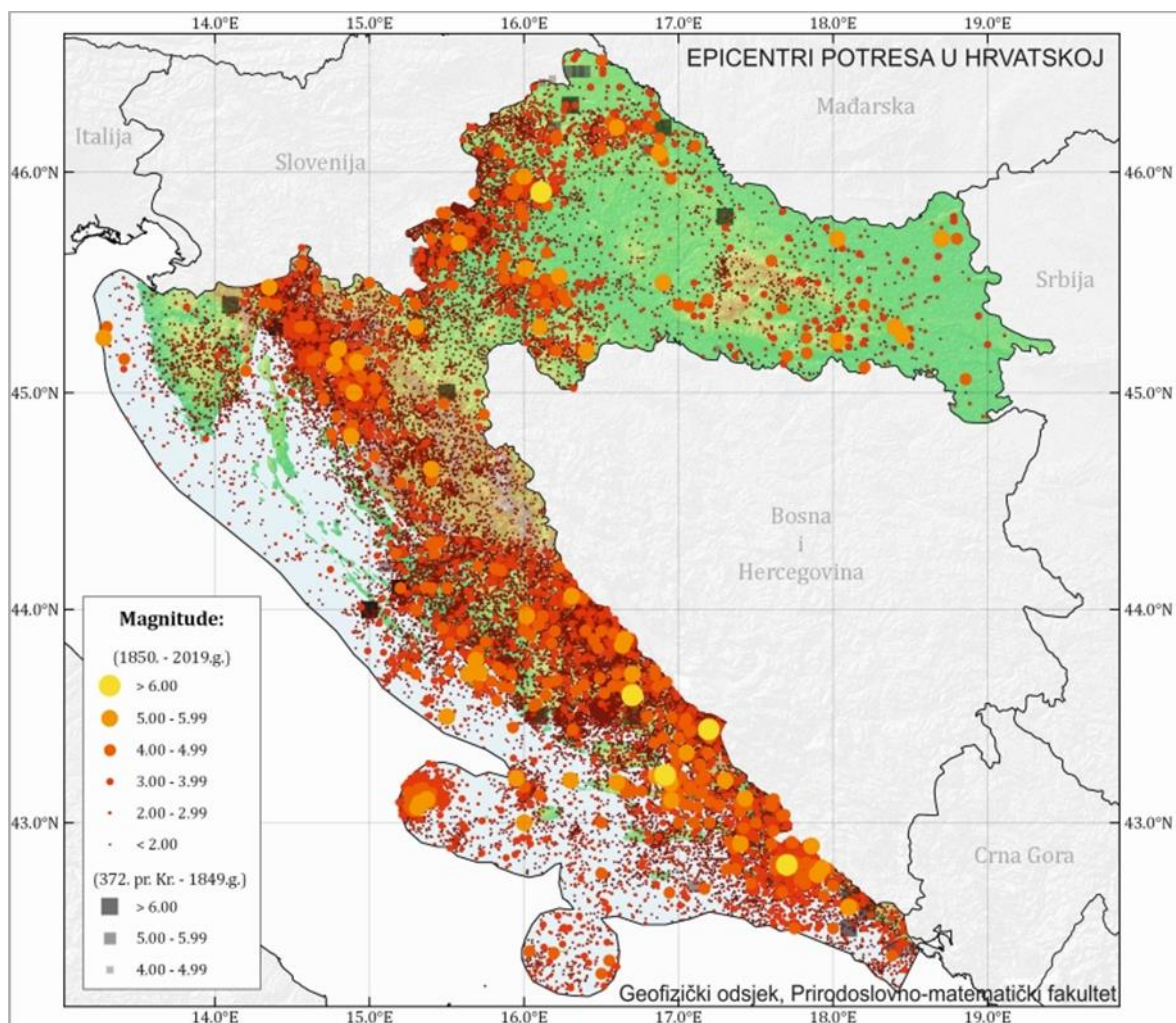 14.0°E 15.0°E 16.0°E 17.0°E 18.0°E 19.0°E
EPICENTRI POTRESA U HRVATSKOJ
Mađarska
Italija
Slovenija
46.0°N 46.0°N
Srbija
45.0°N 45.0°N
Bosna
i
Hercegovina
44.0°N 44.0°N
Magnitude:
(1850. - 2019.g.)
> 6.00
5.00 - 5.99
4.00 - 4.99
3.00 - 3.99
2.00 - 2.99
< 2.00
(372. pr. Kr. - 1849.g.)
> 6.00
5.00 - 5.99
4.00 - 4.99
43.0°N 43.0°N
Crna Gora
Geofizički odsjek, Prirodoslovno-matematički fakultet
14.0°E 15.0°E 16.0°E 17.0°E 18.0°E 19.0°E